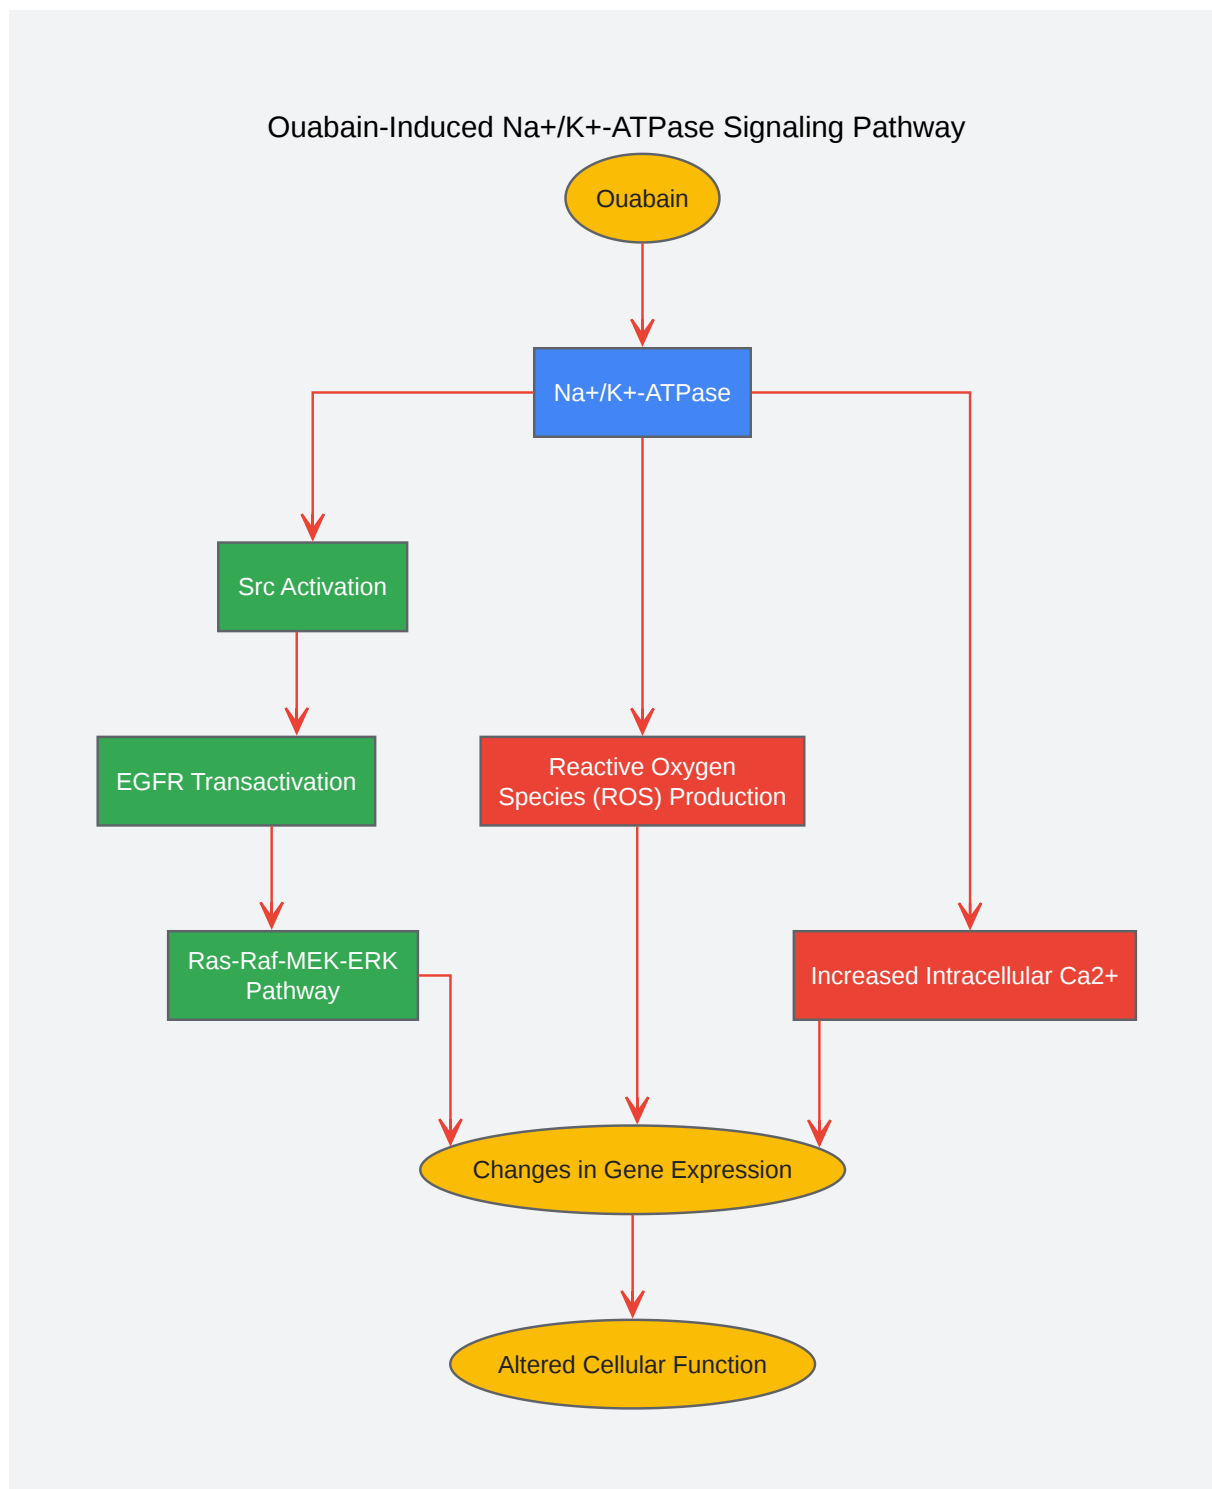 Ouabain-Induced Na+/K+-ATPase Signaling Pathway
Ouabain
Na+/K+-ATPase
Src Activation
EGFR Transactivation
Reactive Oxygen
Species (ROS) Production
Ras-Raf-MEK-ERK
Pathway
Increased Intracellular Ca2+
Changes in Gene Expression
Altered Cellular Function